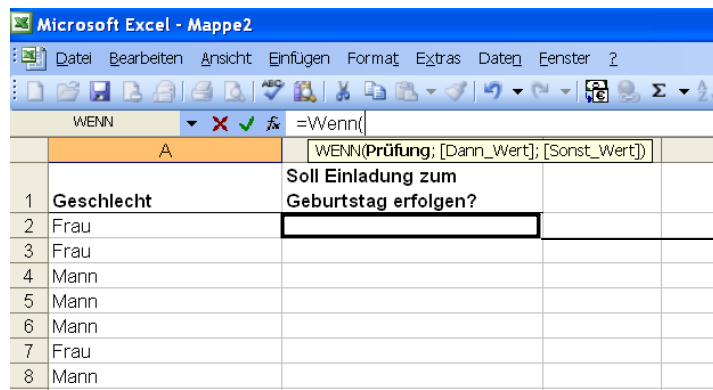 Microsoft Excel - Mappe2
Datei Bearbeiten Ansicht Einfügen Format Extras Daten Fenster ?
ABC Σ
WENN =Wenn(
A WENN(Prüfung; [Dann_Wert]; [Sonst_Wert])
1 Geschlecht Soll Einladung zum
Geburtstag erfolgen?
2 Frau
3 Frau
4 Mann
5 Mann
6 Mann
7 Frau
8 Mann